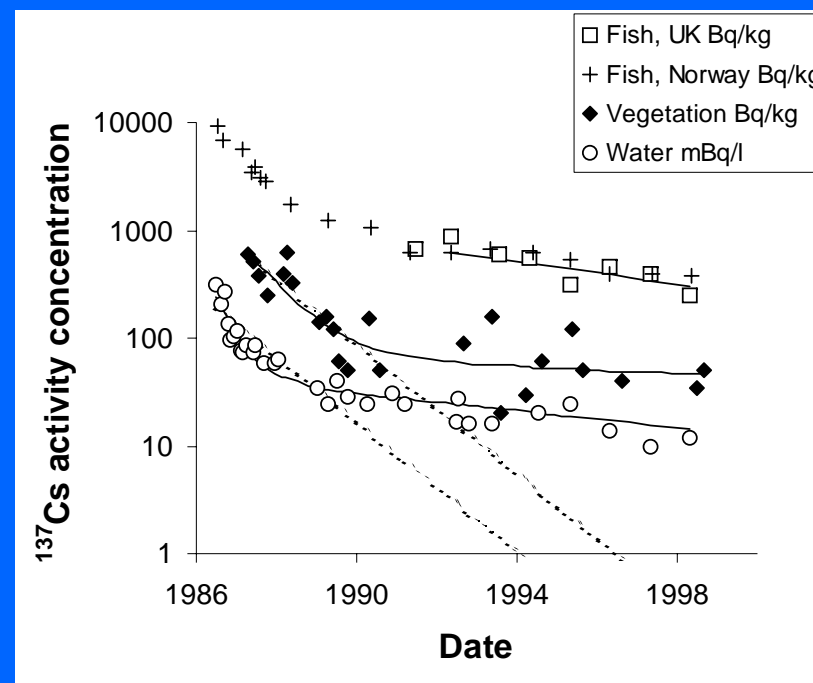 Fish, UK Bq/kg
Fish, Norway Bq/kg
Vegetation Bq/kg
Water mBq/l
137Cs activity concentration
10000
1000
100
10
1
1986
1990
1994
1998
Date